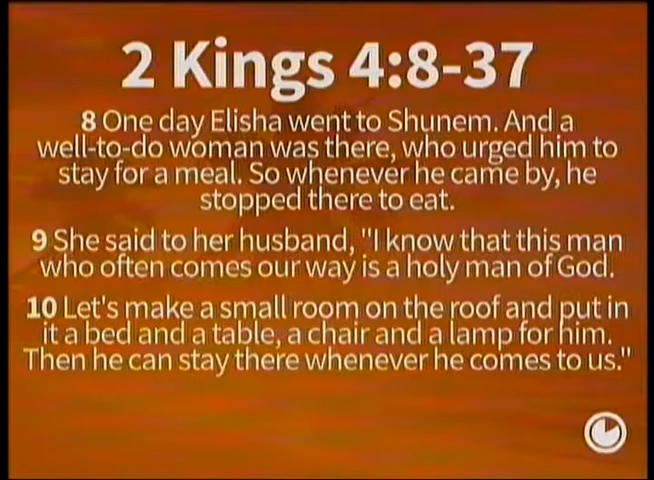 2 Kings 4:8-37
8 One day Elisha went to Shunem. And a
well-to-do woman was there, who urged him to
stay for a meal. So whenever he came by, he
stopped there to eat.
9 She said to her husband, "I know that this man
who often comes our way is a holy man of God.
10 Let's make a small room on the roof and put in
it a bed and a table, a chair and a lamp for him.
Then he can stay there whenever he comes to us."